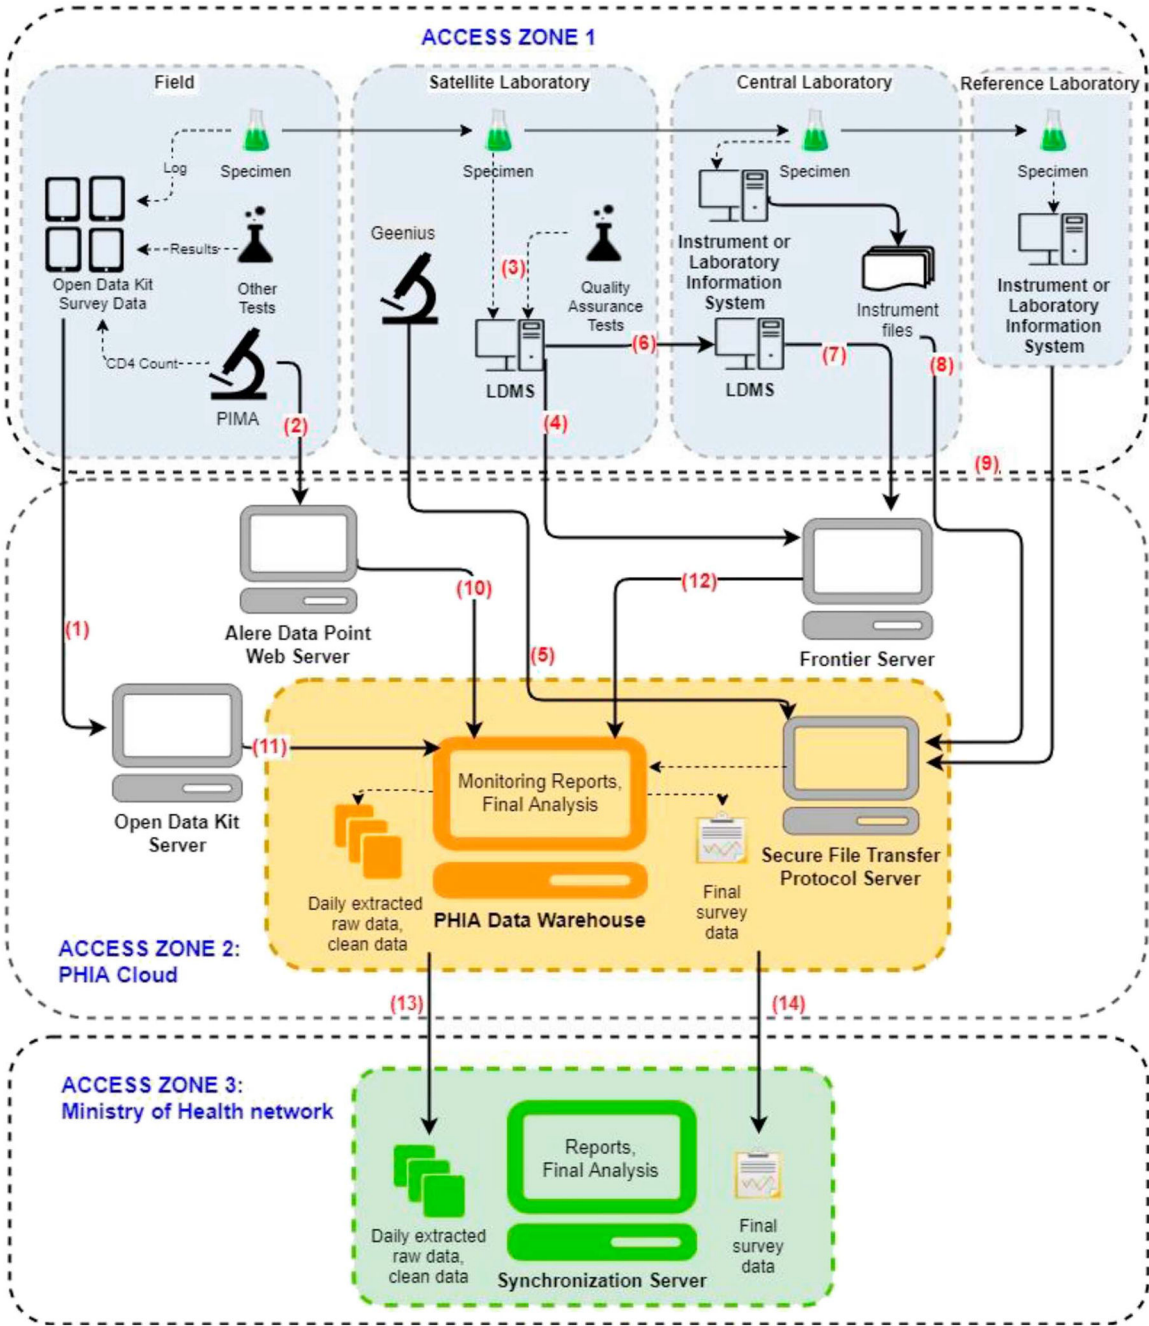 ACCESS ZONE 1
Field
Satellite Laboratory
Central Laboratory
Reference Laboratory
Log
Specimen
Specimen
Specimen
Specimen
Results
Open Data Kit
Survey Data
Other
Tests
CD4 Count
PIMA
(2)
Geenius
(3)
Quality
Assurance
Tests
LDMS
(6)
(4)
Instrument or
Laboratory
Information
System
LDMS
(7)
Instrument
files
(8)
Instrument or
Laboratory
Information
System
(9)
(1)
Alere Data Point
Web Server
(10)
(5)
(12)
Frontier Server
Open Data Kit
Server
(11)
Monitoring Reports,
Final Analysis
Daily extracted
raw data,
clean data
PHIA Data Warehouse
Final
survey
data
Secure File Transfer
Protocol Server
ACCESS ZONE 2:
PHIA Cloud
(13)
(14)
ACCESS ZONE 3:
Ministry of Health network
Reports,
Final Analysis
Daily extracted
raw data,
clean data
Synchronization Server
Final
survey
data